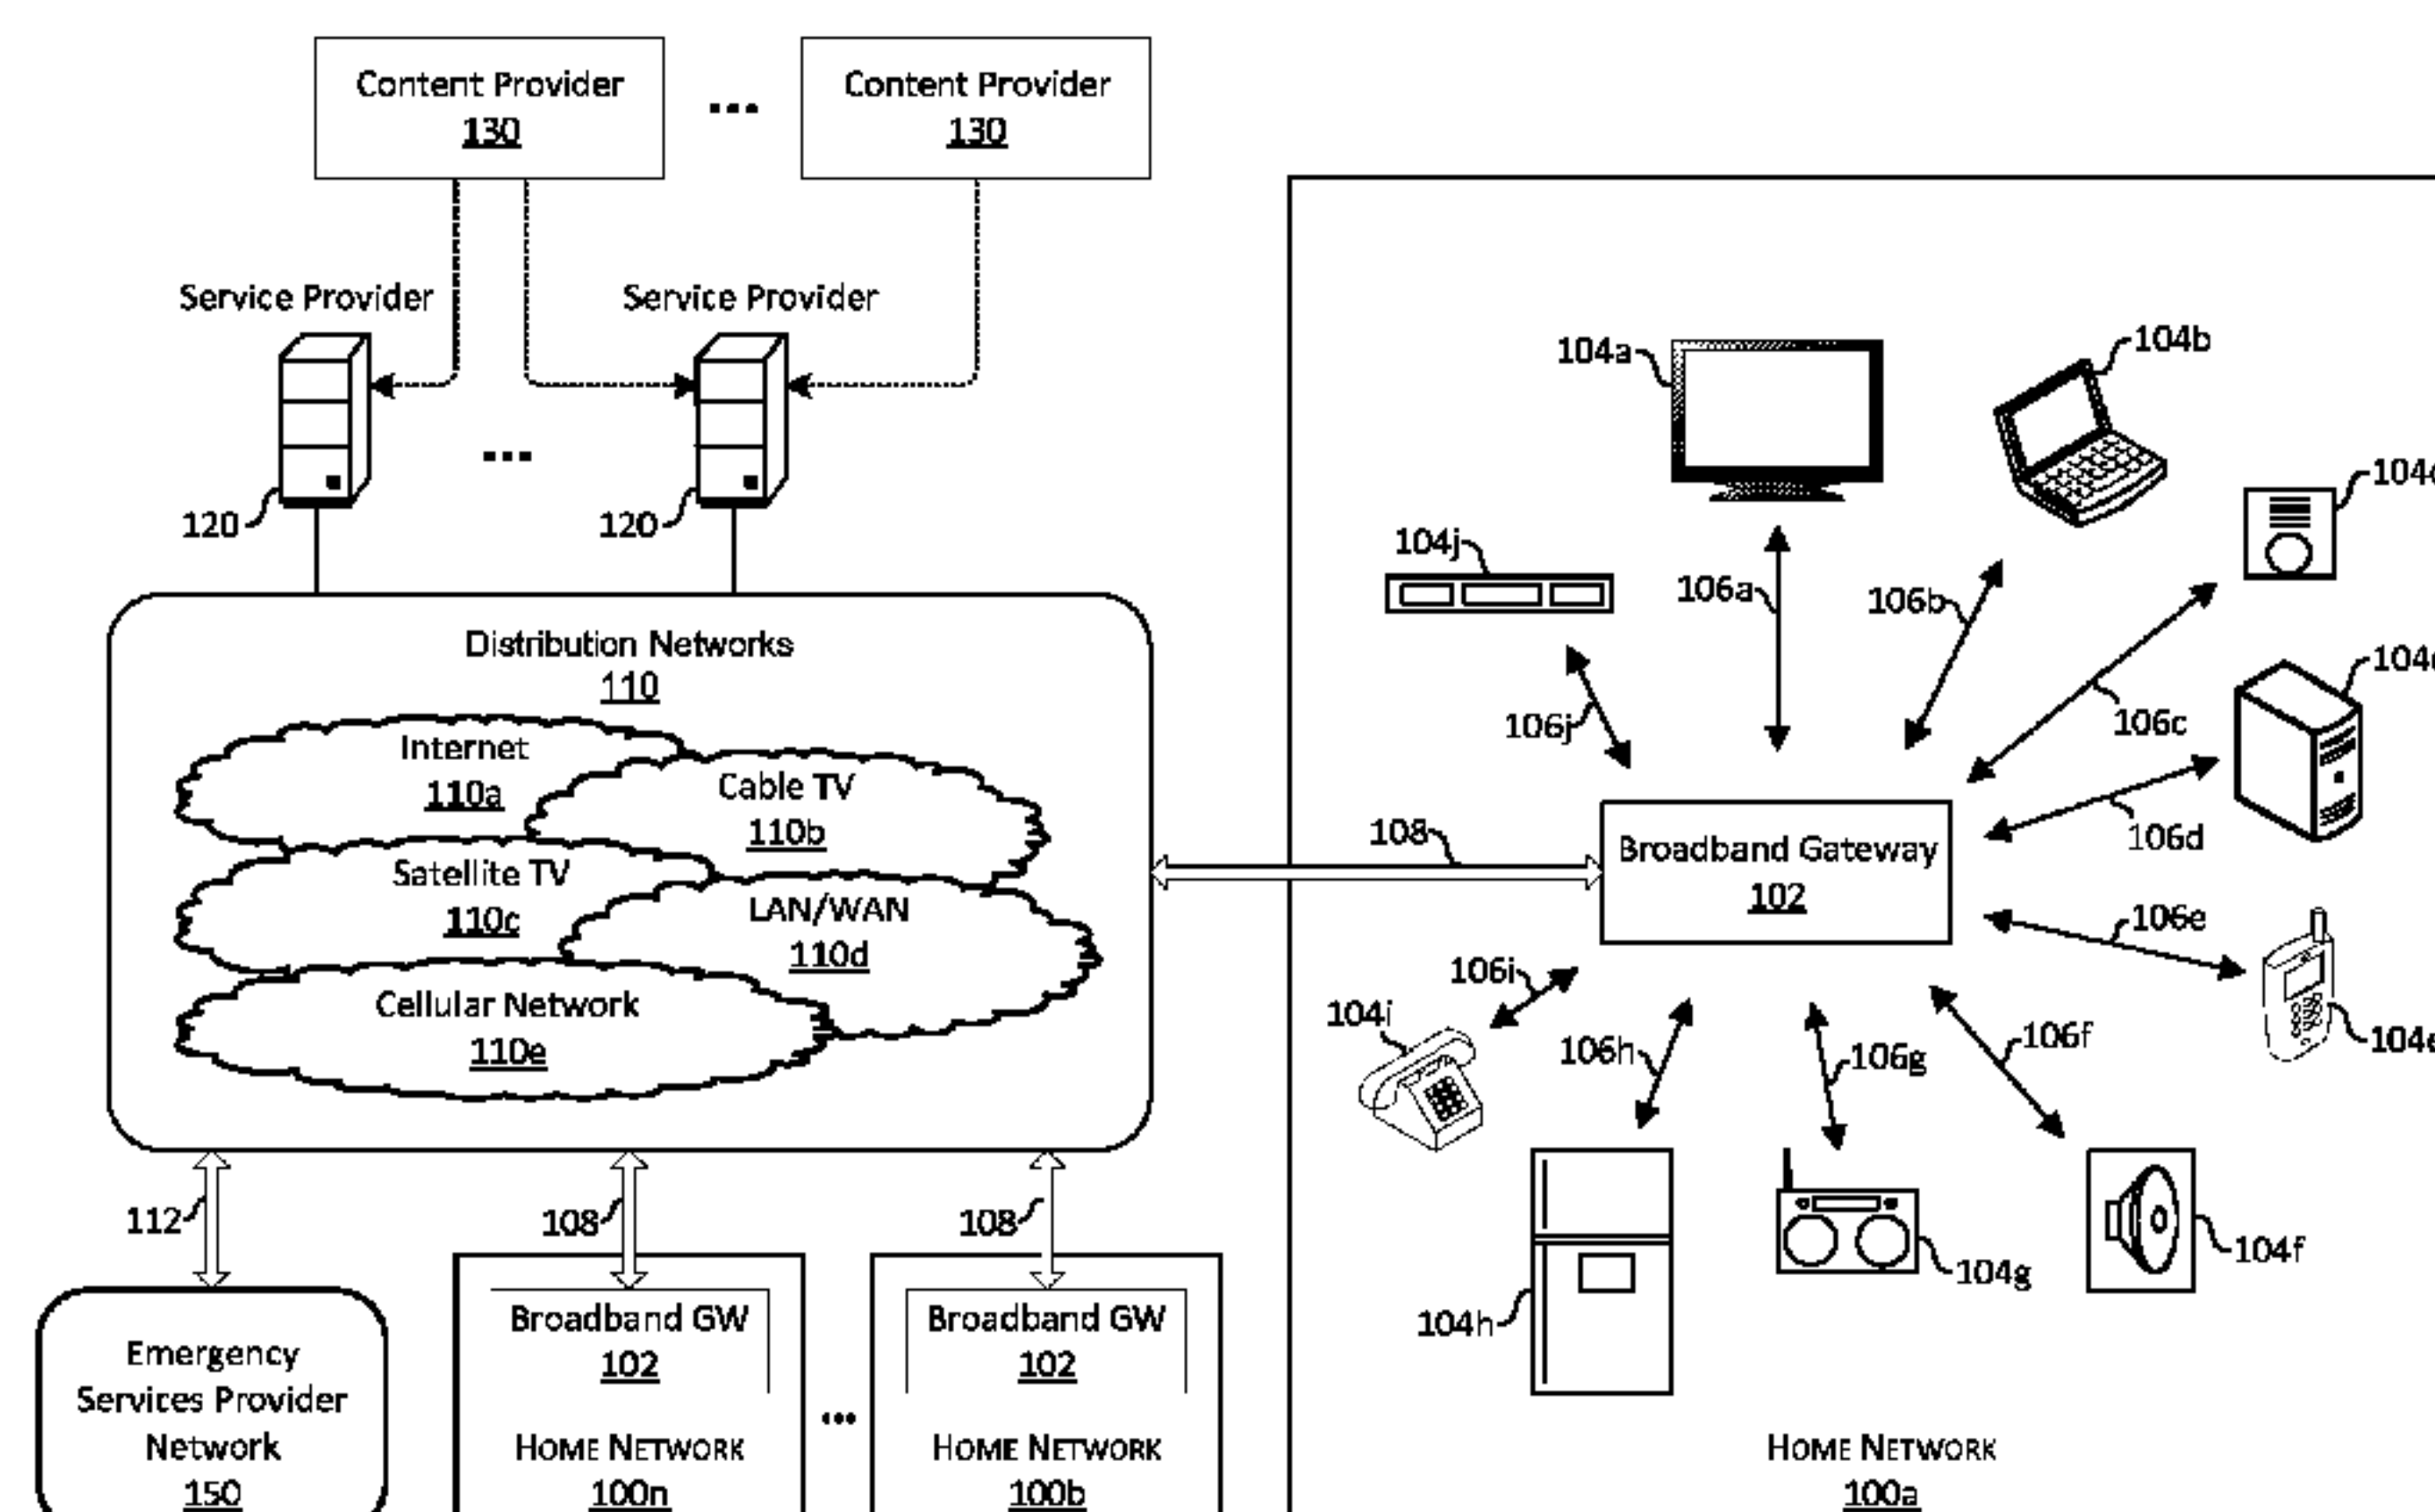 Content Provider
130
...
Content Provider
130
Service Provider
Service Provider
120
...
120
Distribution Networks
110
Internet
110a
Cable TV
110b
Satellite TV
110c
LAN/WAN
110d
Cellular Network
110e
112
108
108
Emergency
Services Provider
Network
150
Broadband GW
102
HOME NETWORK
100n
...
Broadband GW
102
HOME NETWORK
100b
108
104a
104b
104j
106a
106b
106j
106c
106d
Broadband Gateway
102
106e
106i
104i
106h
106g
106f
104e
104h
104g
104f
HOME NETWORK
100a